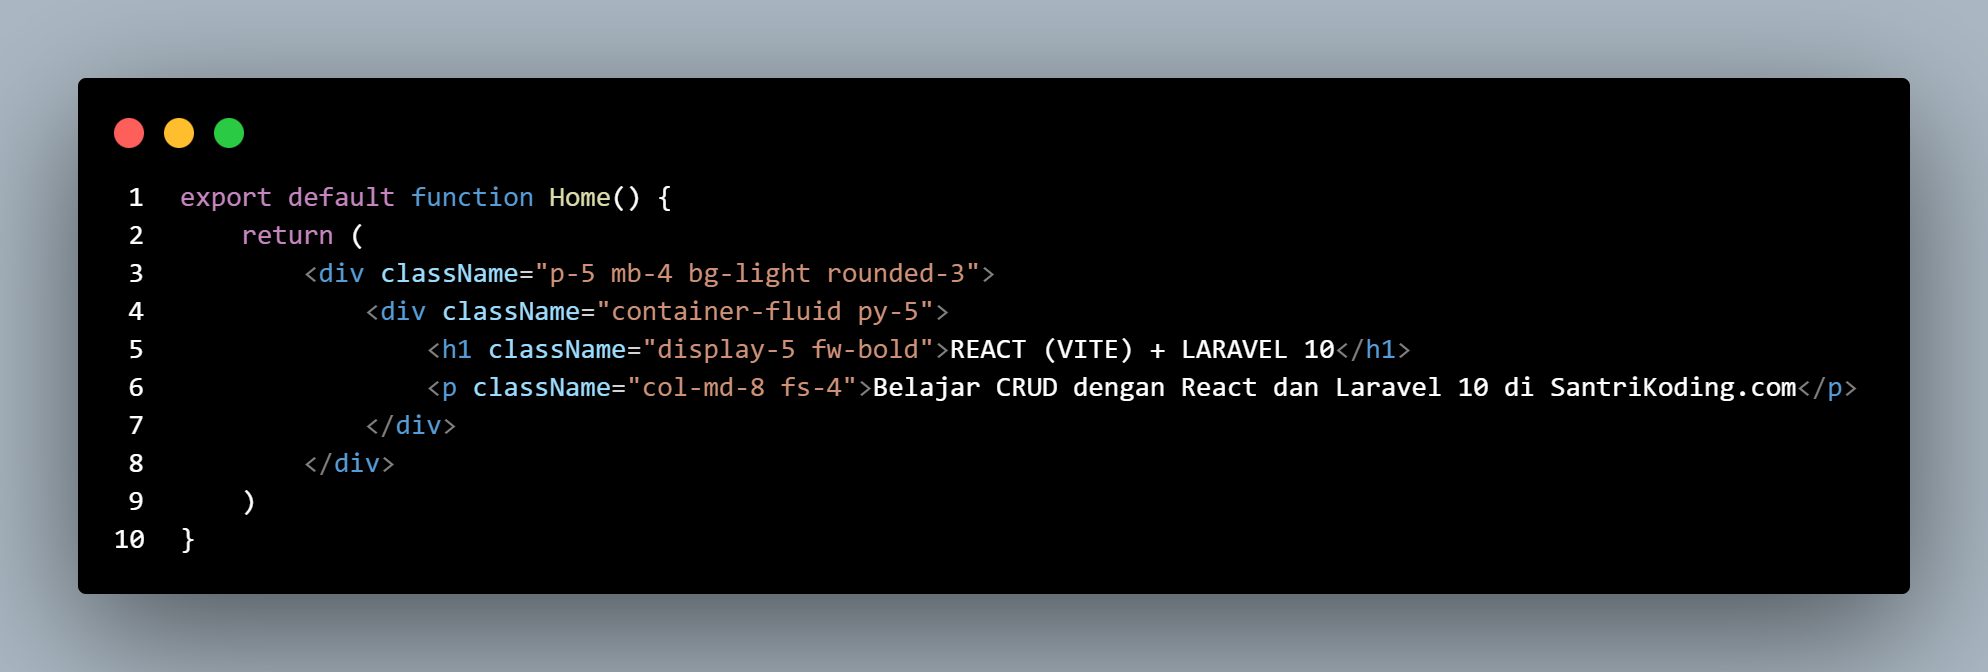 1 export default function Home() {
2     return (
3         <div className="p-5 mb-4 bg-light rounded-3">
4             <div className="container-fluid py-5">
5                 <h1 className="display-5 fw-bold">REACT (VITE) + LARAVEL 10</h1>
6                 <p className="col-md-8 fs-4">Belajar CRUD dengan React dan Laravel 10 di SantriKoding.com</p>
7             </div>
8         </div>
9     )
10 }